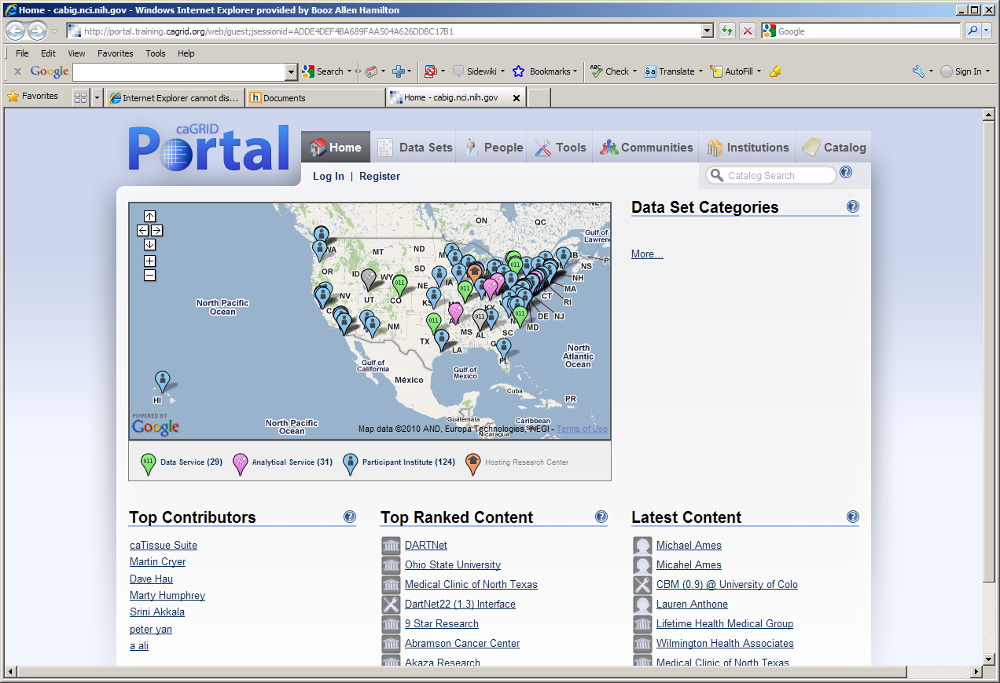 Home - cabig.nci.nih.gov - Windows Internet Explorer provided by Booz Allen Hamilton
http://portal.training.cagrid.org/web/guest;jsessionid=ADDE4DEF4BA689FAA504A626DDBC17B1
Google
File Edit View Favorites Tools Help
x Google Search Sidewiki Bookmarks ABC Check Translate AutoFill Sign In
Favorites Internet Explorer cannot dis... Documents Home - cabig.nci.nih.gov
caGRID
Portal
Home Data Sets People Tools Communities Institutions Catalog
Log In | Register
Catalog Search
Data Set Categories
More...
ON
QC
Gulf of
Lawrenc
WA
MT
ND
NB
OR
ID
WY
SD
NS
NH
IA
MA
NV
UT
CO
NE
KS
CT
RI
KY
DE
NJ
MD
NM
MS
AL
SC
TX
LA
FL
North Pacific
Ocean
Gulf of
California
Gulf of
Mexico
North
Atlantic
Ocean
México
Cuba
PR
HI
Guatemala
Caribbean
Nicaragua
North Pacific
Ocean
POWERED BY
Google
Map data ©2010 AND, Europa Technologies, INEGI - Terms of Use
011 Data Service (29) Analytical Service (31) Participant Institute (124) Hosting Research Center
Top Contributors
caTissue Suite
Martin Cryer
Dave Hau
Marty Humphrey
Srini Akkala
peter yan
a ali
Top Ranked Content
DARTNet
Ohio State University
Medical Clinic of North Texas
DartNet22 (1.3) Interface
9 Star Research
Abramson Cancer Center
Akaza Research
Latest Content
Michael Ames
Micahel Ames
CBM (0.9) @ University of Colo
Lauren Anthone
Lifetime Health Medical Group
Wilmington Health Associates
Medical Clinic of North Texas